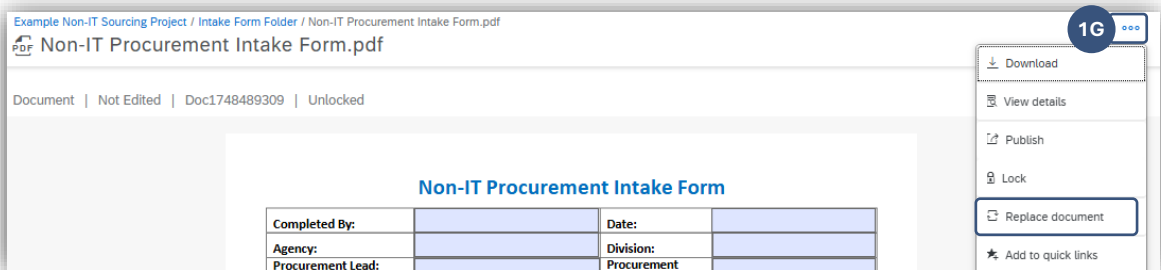 Example Non-IT Sourcing Project / Intake Form Folder / Non-IT Procurement Intake Form.pdf
PDF Non-IT Procurement Intake Form.pdf
1G
Download
Document | Not Edited | Doc1748489309 | Unlocked
View details
Publish
Lock
Replace document
Add to quick links
Non-IT Procurement Intake Form
Completed By: Date:
Agency: Division:
Procurement Lead: Procurement